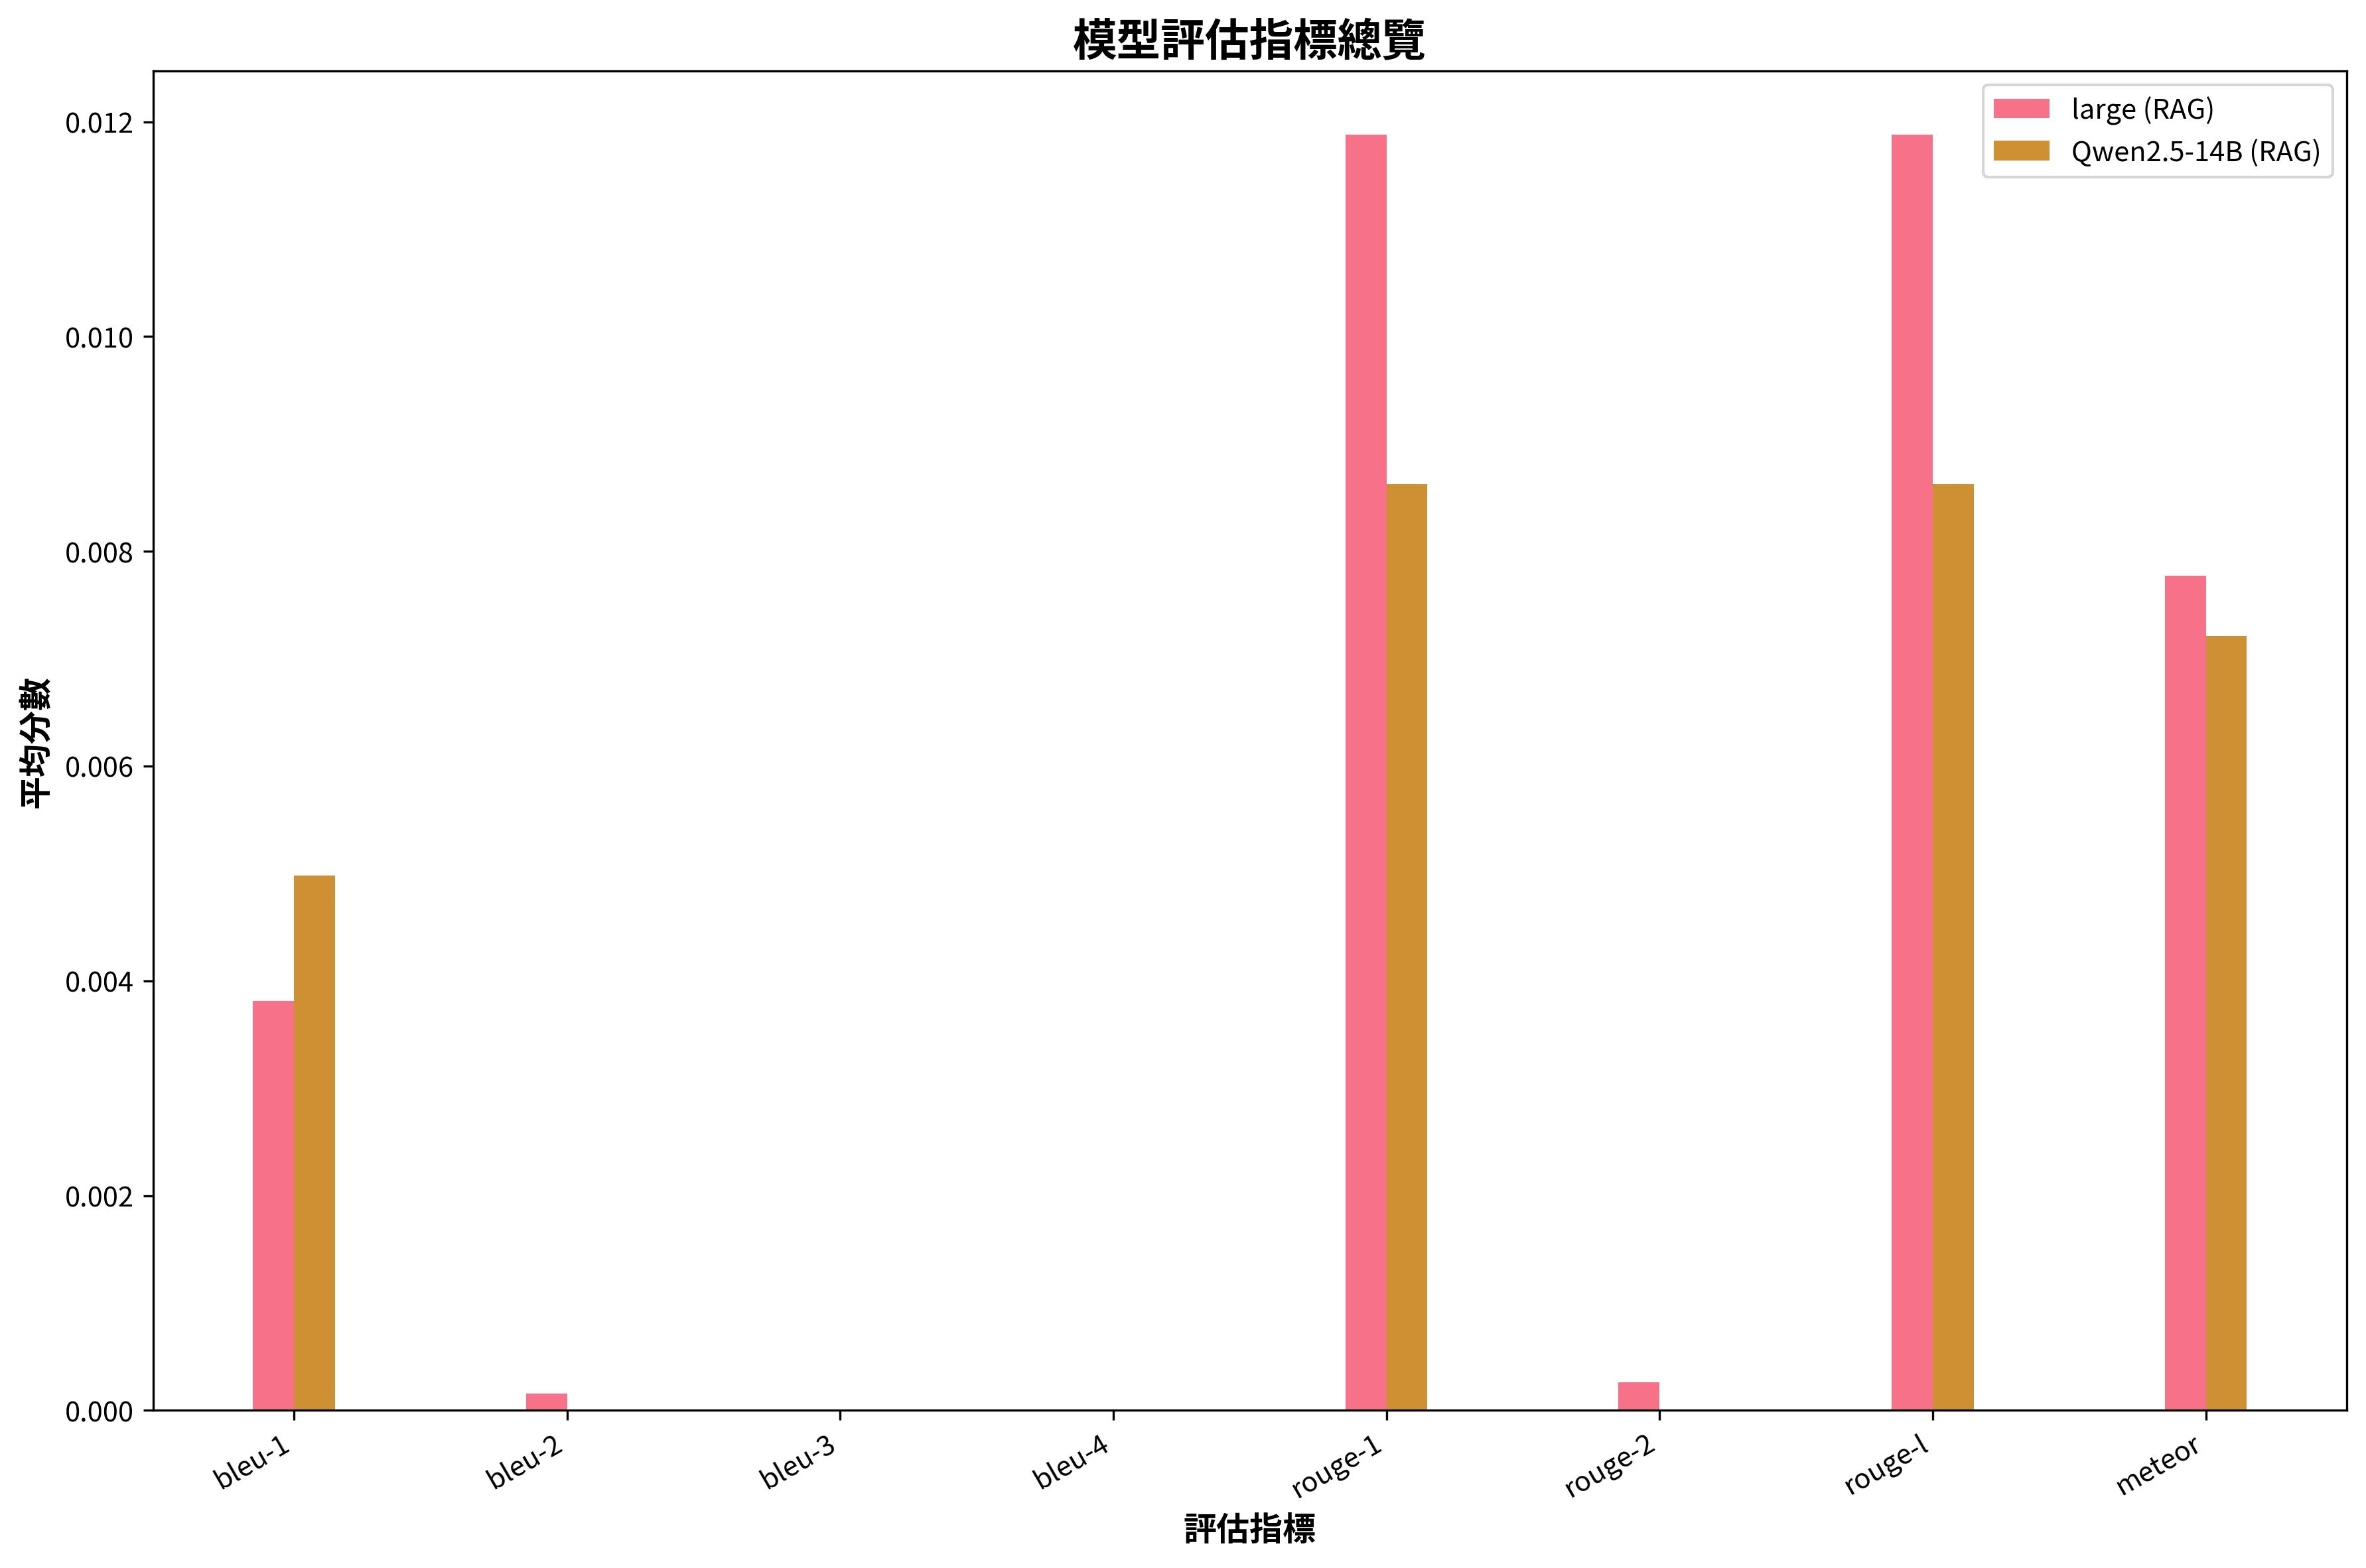 模型評估指標總覽
large (RAG)
Qwen2.5-14B (RAG)
0.012
0.010
0.008
0.006
0.004
0.002
0.000
平均分數
bleu-1
bleu-2
bleu-3
bleu-4
rouge-1
rouge-2
rouge-l
meteor
評估指標